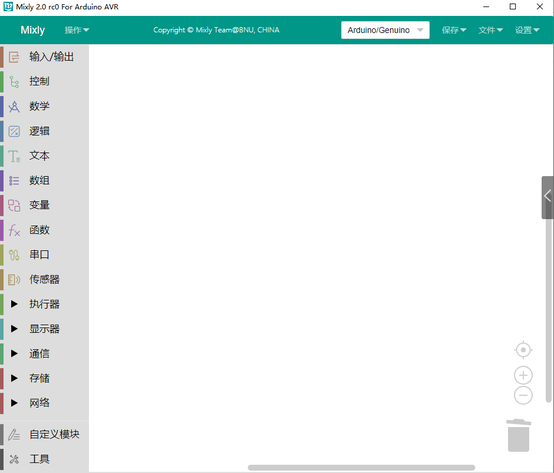 Mixly 2.0 rc0 For Arduino AVR
Mixly 操作 Copyright © Mixly Team@BNU, CHINA Arduino/Genuino 保存 文件 设置
输入/输出
控制
数学
逻辑
文本
数组
变量
函数
串口
传感器
执行器
显示器
通信
存储
网络
自定义模块
工具